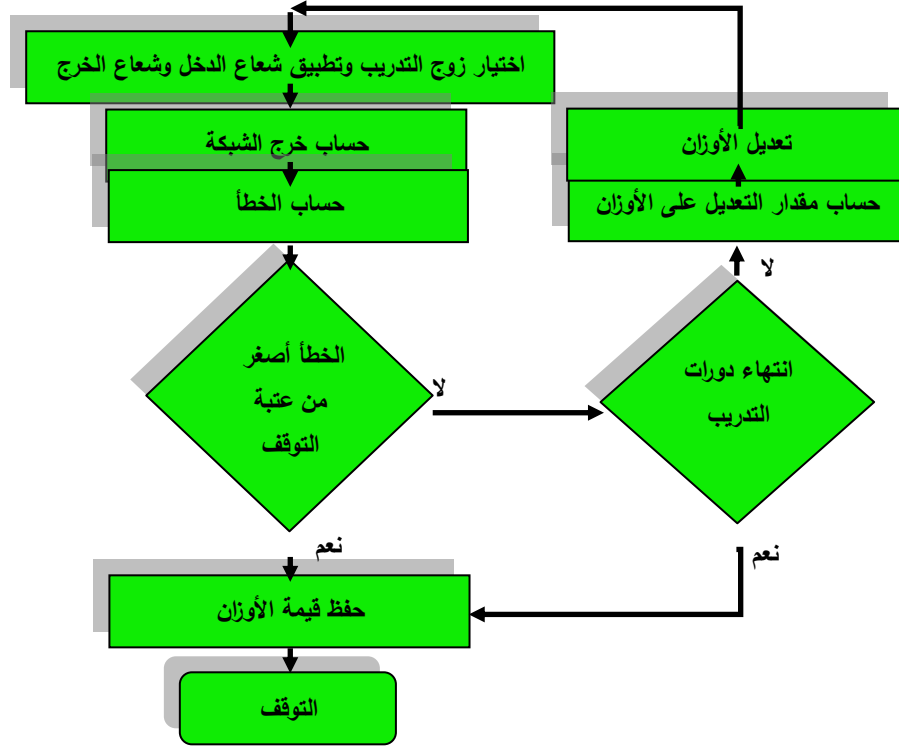 اختيار زوج التدريب وتطبيق شعاع الدخل وشعاع الخرج
حساب خرج الشبكة
حساب الخطأ
تعديل الأوزان
حساب مقدار التعديل على الأوزان
لا
الخطأ أصغر
من عتبة
التوقف
لا
انتهاء دورات
التدريب
نعم
نعم
حفظ قيمة الأوزان
التوقف